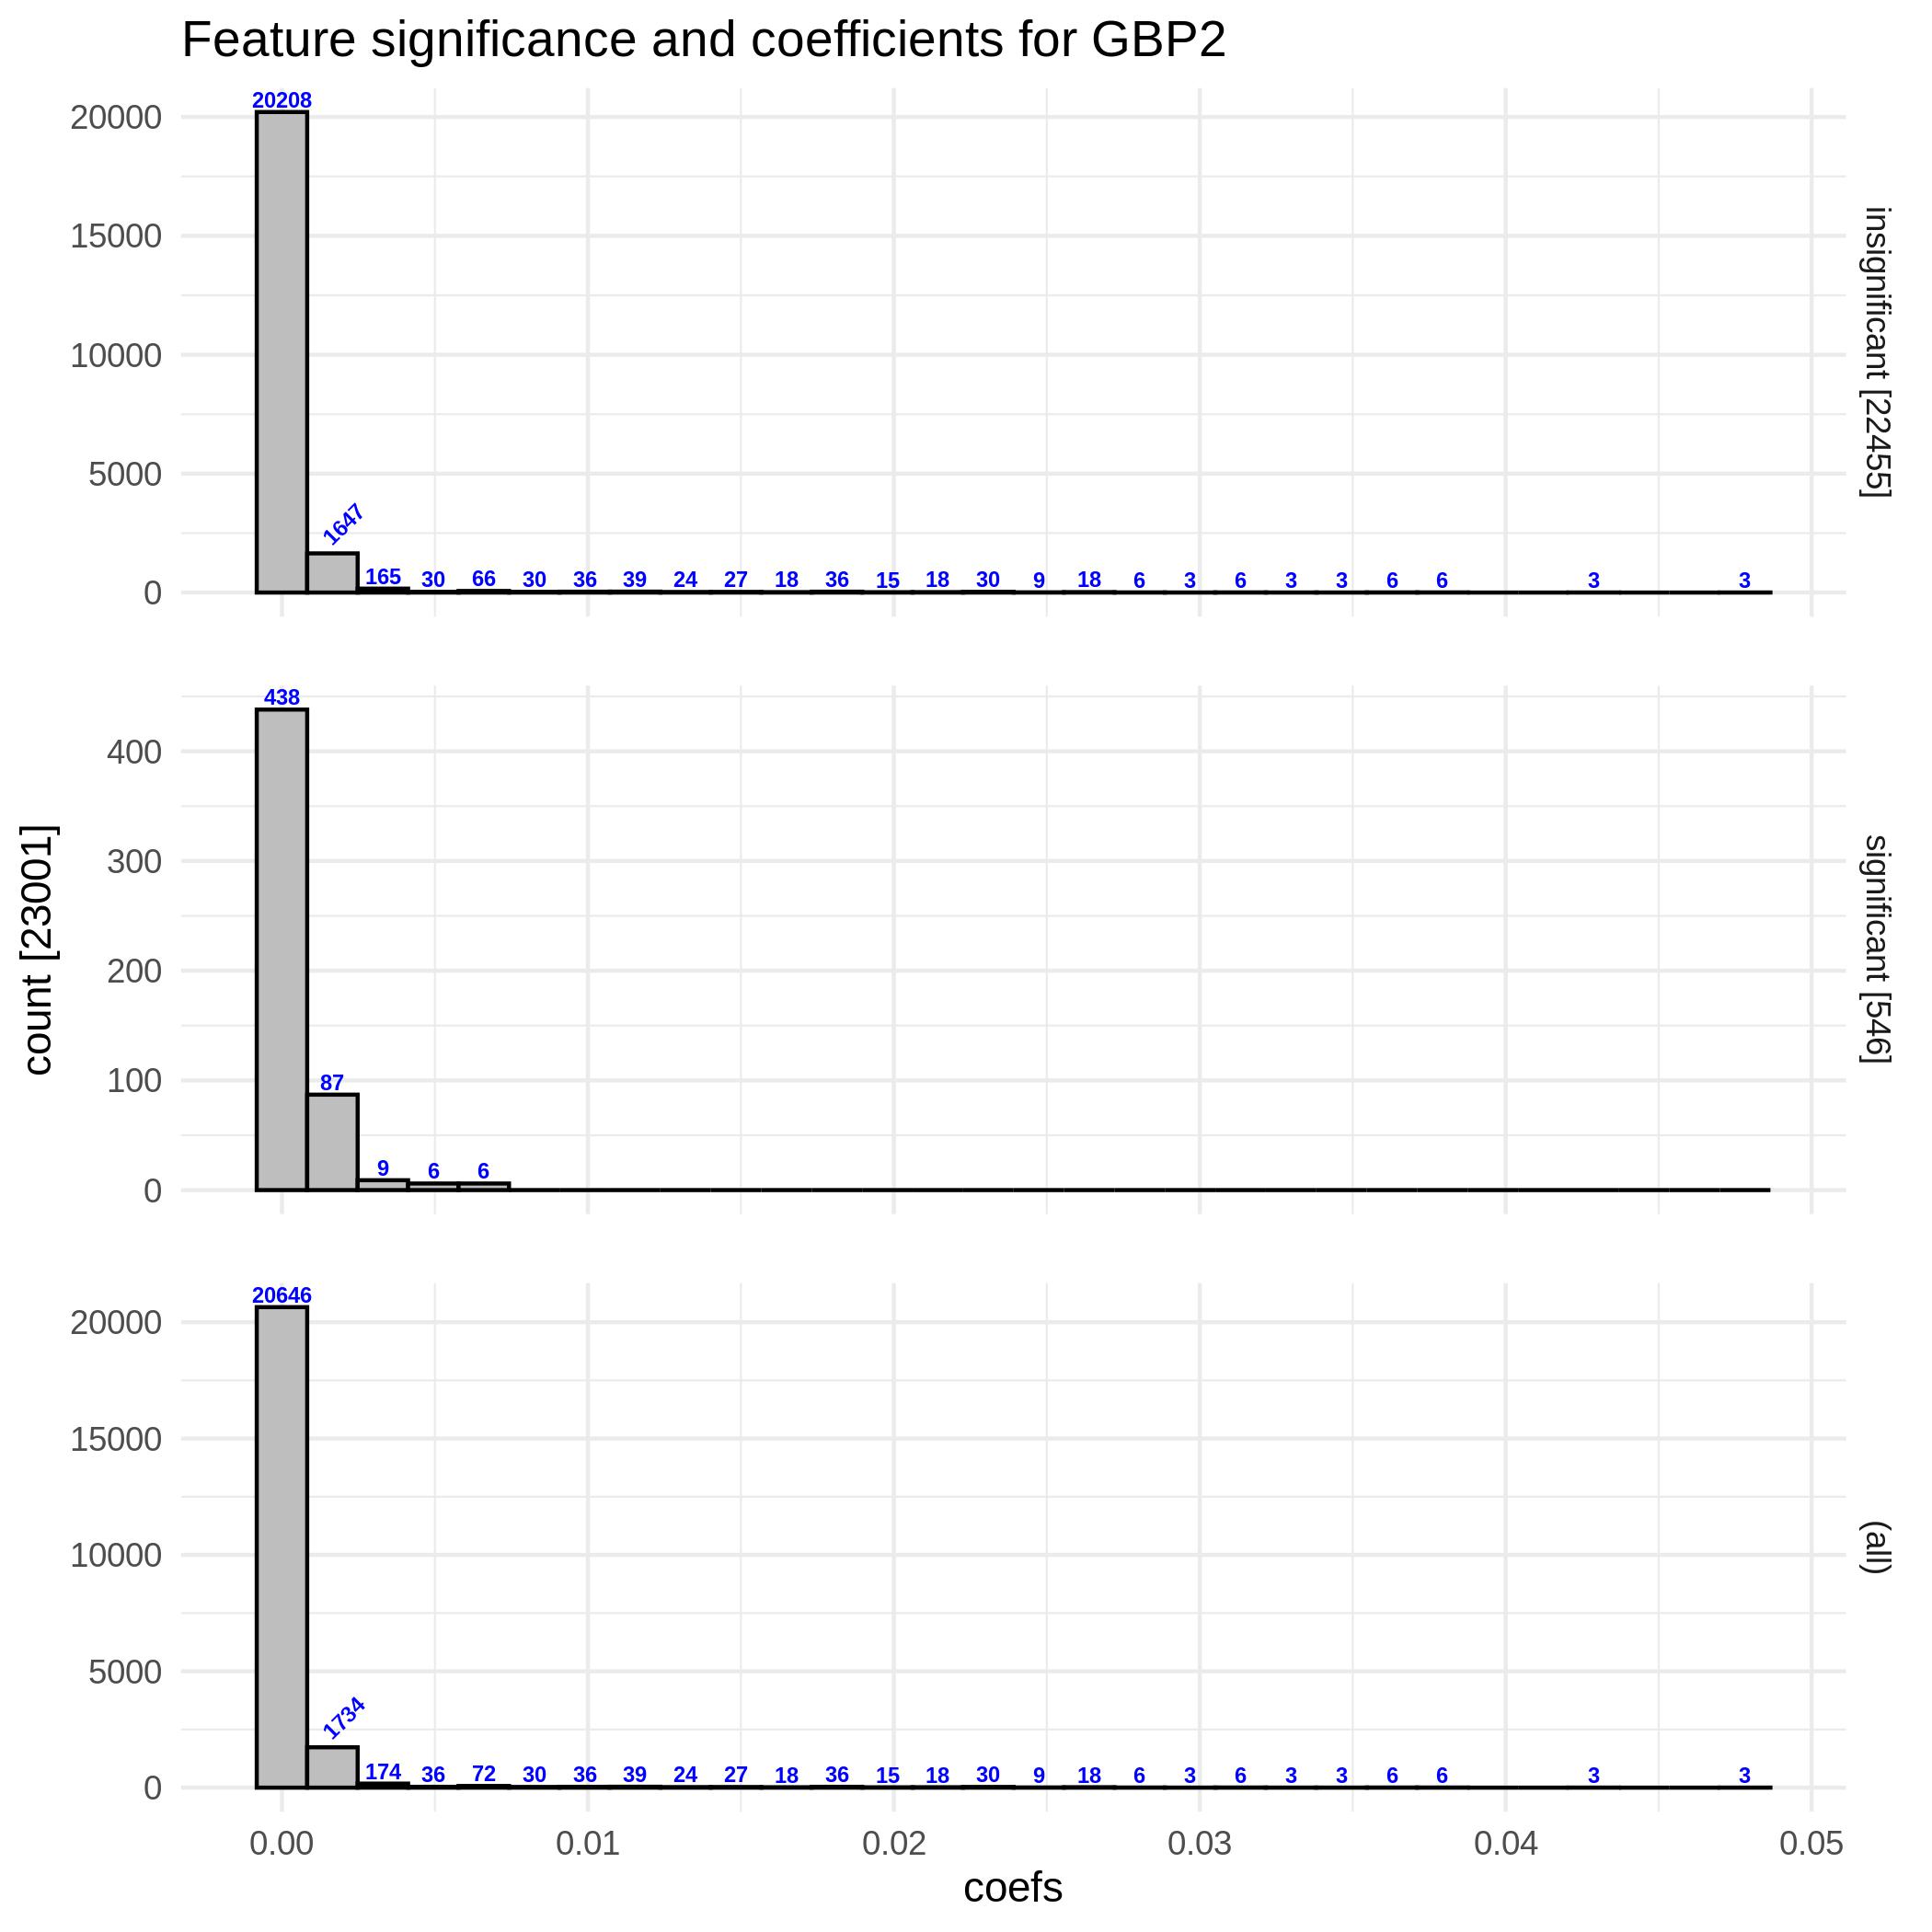 Feature significance and coefficients for GBP2
20208
20000
15000
10000
5000
1647
165 30 66 30 36 39 24 27 18 36 15 18 30 9 18 6 3 6 3 3 6 6 3 3
0
insignificant [22455]
438
400
300
200
100
87
9 6 6
0
count [23001]
significant [546]
20646
20000
15000
10000
5000
1734
174 36 72 30 36 39 24 27 18 36 15 18 30 9 18 6 3 6 3 3 6 6 3 3
0
(all)
0.00 0.01 0.02 0.03 0.04 0.05
coefs